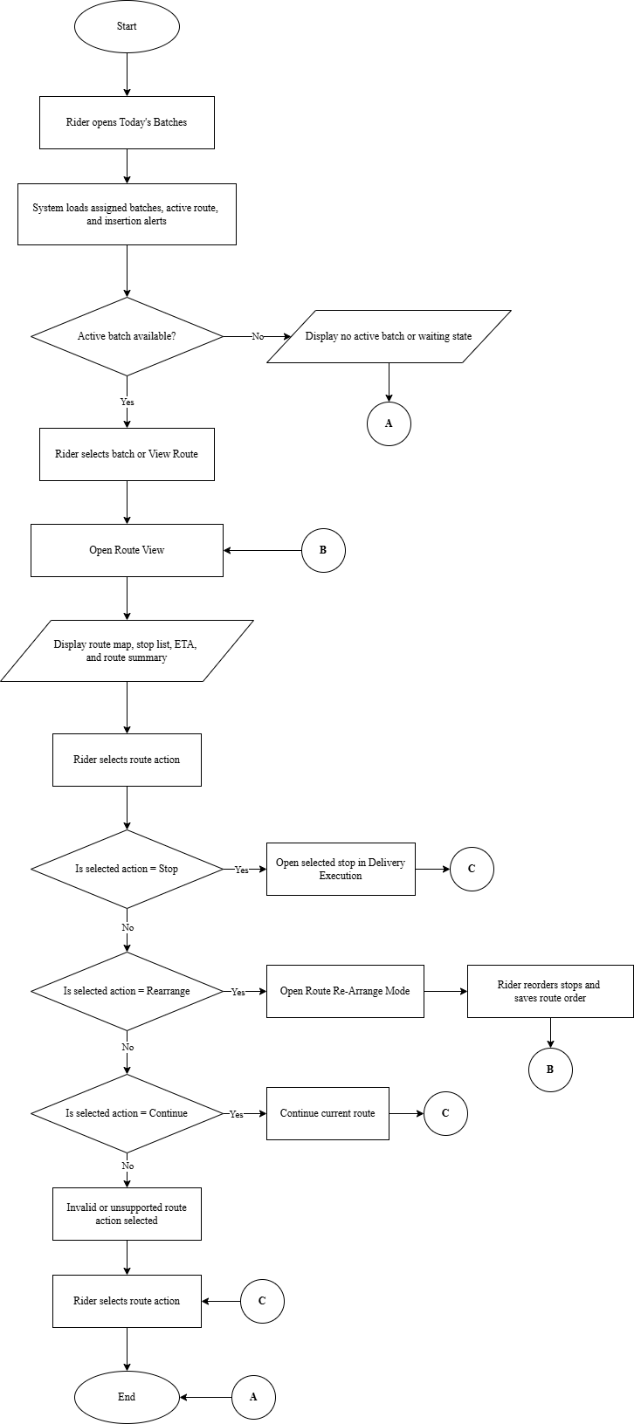 Start
Rider opens Today's Batches
System loads assigned batches, active route,
and insertion alerts
Active batch available?
No
Display no active batch or waiting state
A
Yes
Rider selects batch or View Route
Open Route View
B
Display route map, stop list, ETA,
and route summary
Rider selects route action
Is selected action = Stop
Yes
Open selected stop in Delivery
Execution
C
No
Is selected action = Rearrange
Yes
Open Route Re-Arrange Mode
Rider reorders stops and
saves route order
B
No
Is selected action = Continue
Yes
Continue current route
C
No
Invalid or unsupported route
action selected
Rider selects route action
C
End
A